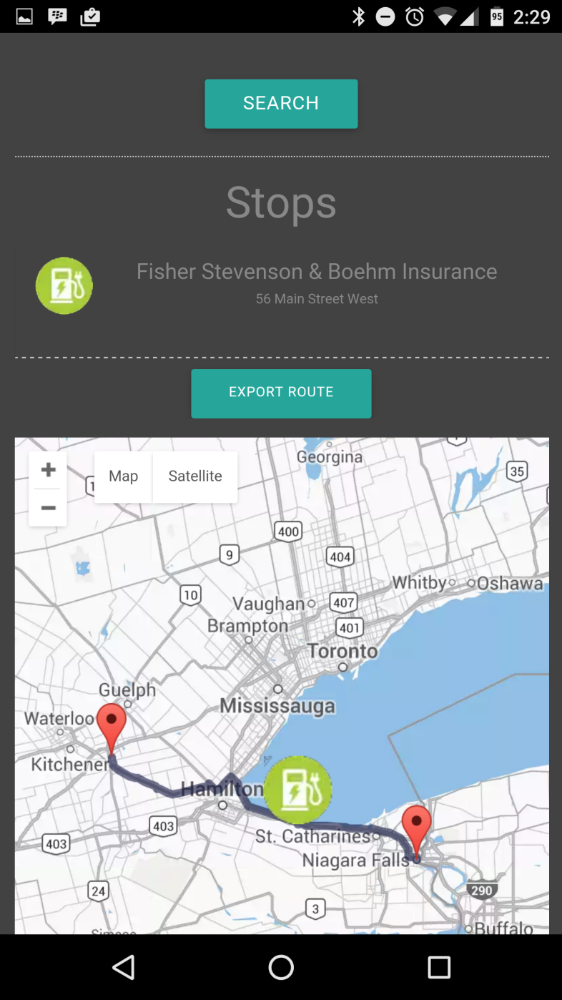 95 2:29
SEARCH
Stops
Fisher Stevenson & Boehm Insurance
56 Main Street West
EXPORT ROUTE
Georgina
+
Map Satellite
35
−
400
9
404
Whitby Oshawa
10
Vaughan
407
Brampton
401
Toronto
Guelph
Mississauga
Waterloo
Kitchener
Hamilton
403
St. Catharines
403
Niagara Falls
24
290
3
Buffalo